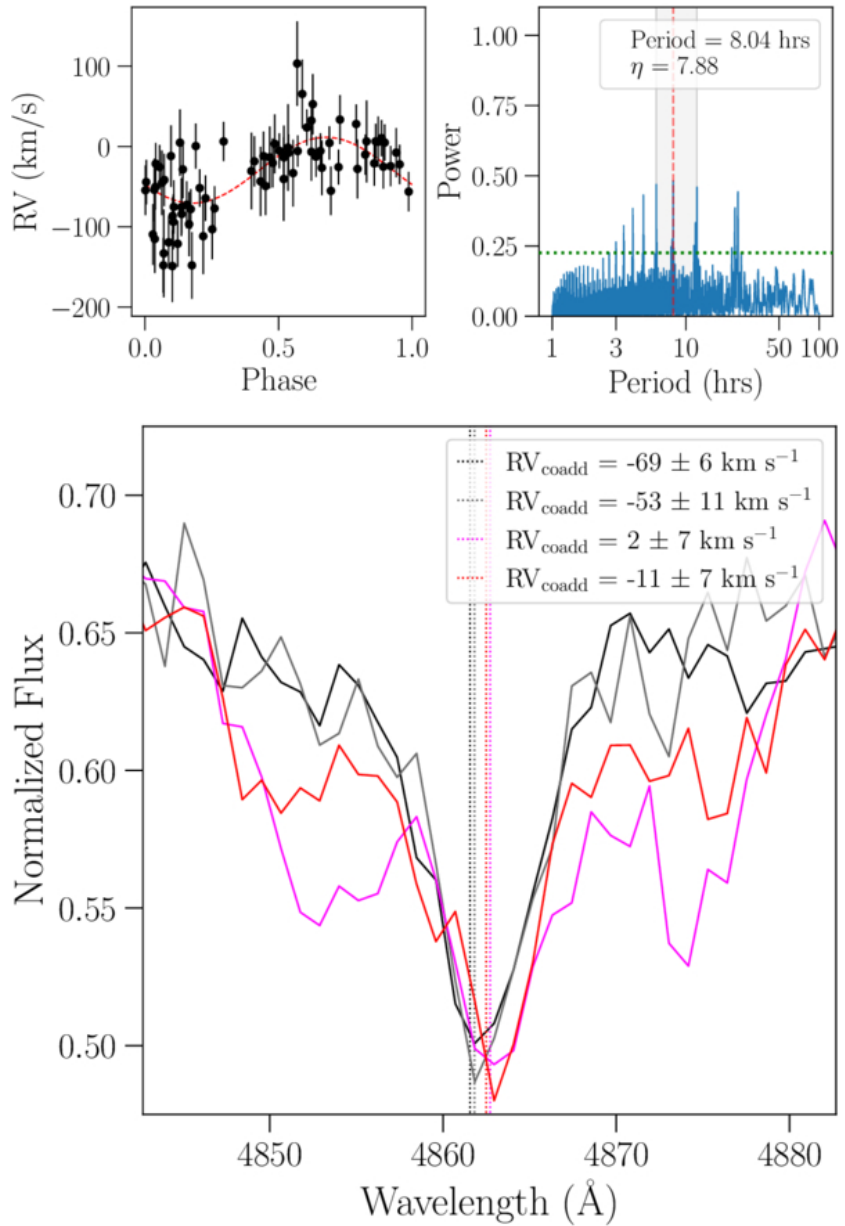 100
0
−100
−200
RV (km/s)
0.0 0.5 1.0
Phase
1.00
0.75
0.50
0.25
0.00
Power
Period = 8.04 hrs
η = 7.88
1 3 10 50 100
Period (hrs)
0.70
0.65
0.60
0.55
0.50
Normalized Flux
RVcoadd = -69 ± 6 km s⁻¹
RVcoadd = -53 ± 11 km s⁻¹
RVcoadd = 2 ± 7 km s⁻¹
RVcoadd = -11 ± 7 km s⁻¹
4850 4860 4870 4880
Wavelength (Å)